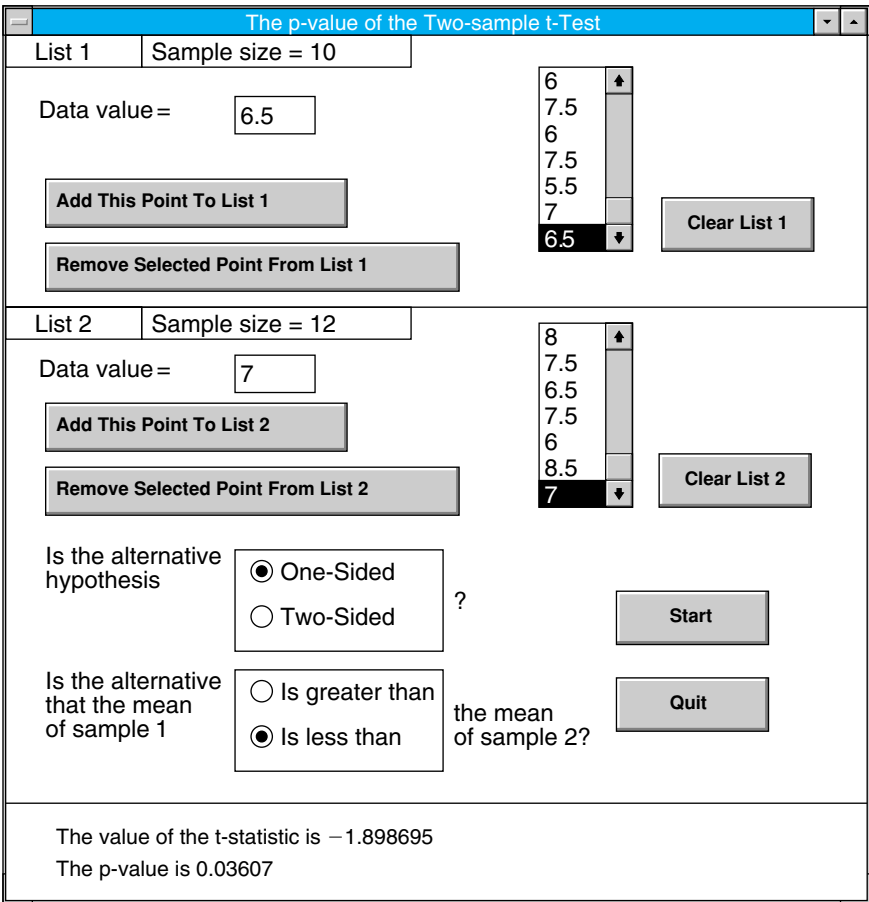 The p-value of the Two-sample t-Test
List 1
Sample size = 10
Data value =
6.5
6
7.5
6
7.5
5.5
7
6.5
Add This Point To List 1
Remove Selected Point From List 1
Clear List 1
List 2
Sample size = 12
Data value =
7
8
7.5
6.5
7.5
6
8.5
7
Add This Point To List 2
Remove Selected Point From List 2
Clear List 2
Is the alternative
hypothesis
One-Sided
Two-Sided
?
Start
Is the alternative
that the mean
of sample 1
Is greater than
Is less than
the mean
of sample 2?
Quit
The value of the t-statistic is −1.898695
The p-value is 0.03607